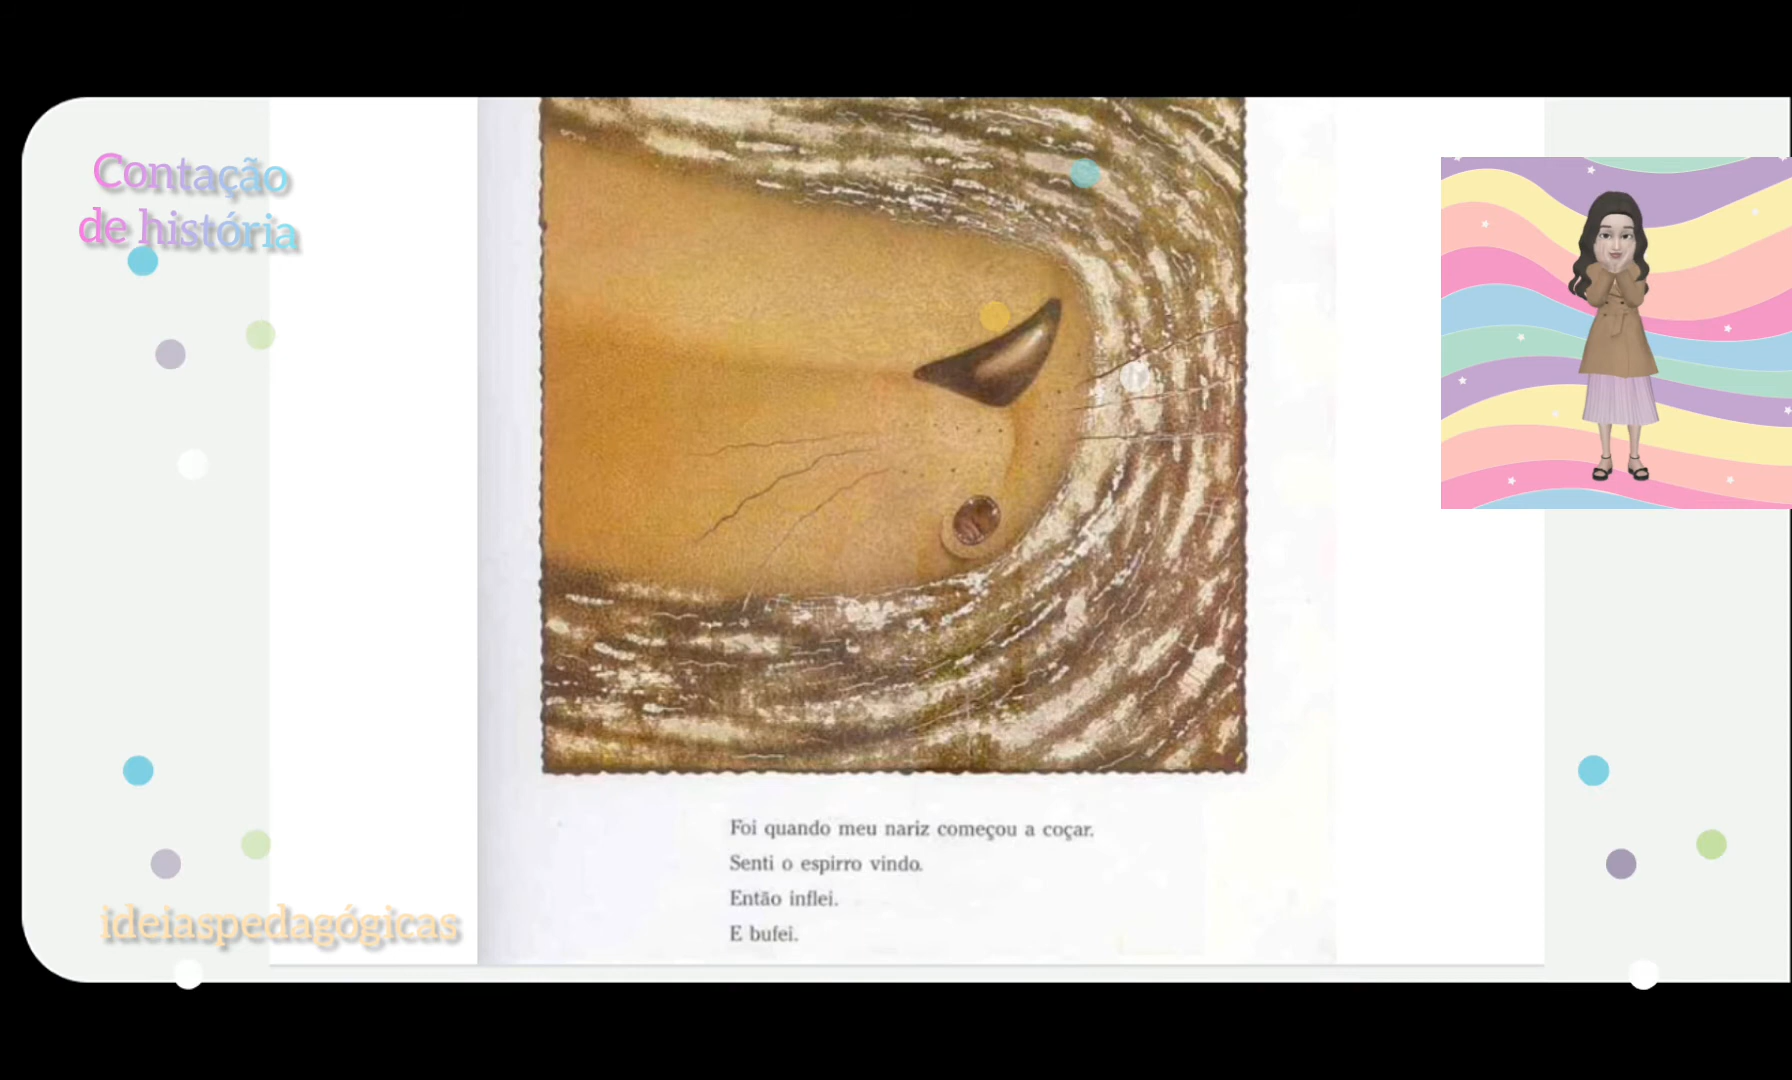 Contação
de história
Foi quando meu nariz começou a coçar.
Senti o espirro vindo.
Então inflei.
E bufei.
ideiaspedagógicas